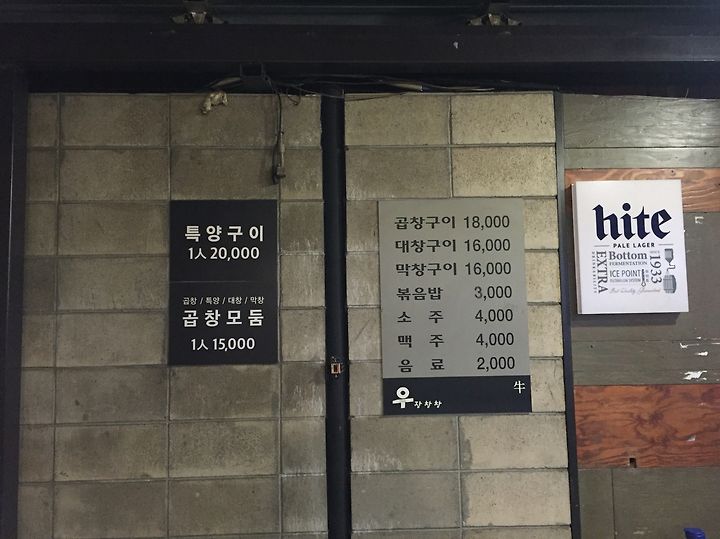 특양구이
1人 20,000
곱창 / 특양 / 대창 / 막창
곱창모둠
1人 15,000
곱창구이 18,000
대창구이 16,000
막창구이 16,000
볶음밥 3,000
소 주 4,000
맥 주 4,000
음 료 2,000
牛
우장창창
hite
PALE LAGER
EXTRA
Bottom
FERMENTATION
ICE POINT
1933